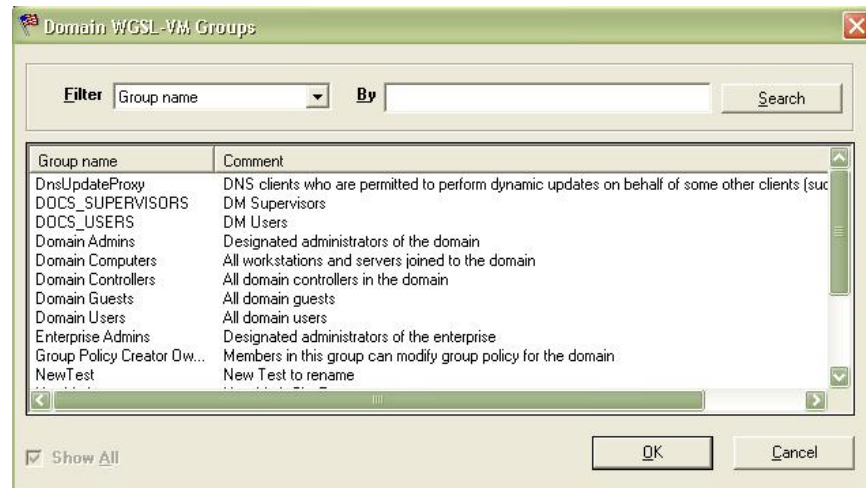 Domain WGSL-VM Groups
Filter Group name By Search
Group name Comment
DnsUpdateProxy DNS clients who are permitted to perform dynamic updates on behalf of some other clients (suc
DOCS_SUPERVISORS DM Supervisors
DOCS_USERS DM Users
Domain Admins Designated administrators of the domain
Domain Computers All workstations and servers joined to the domain
Domain Controllers All domain controllers in the domain
Domain Guests All domain guests
Domain Users All domain users
Enterprise Admins Designated administrators of the enterprise
Group Policy Creator Ow... Members in this group can modify group policy for the domain
NewTest New Test to rename
Show All OK Cancel